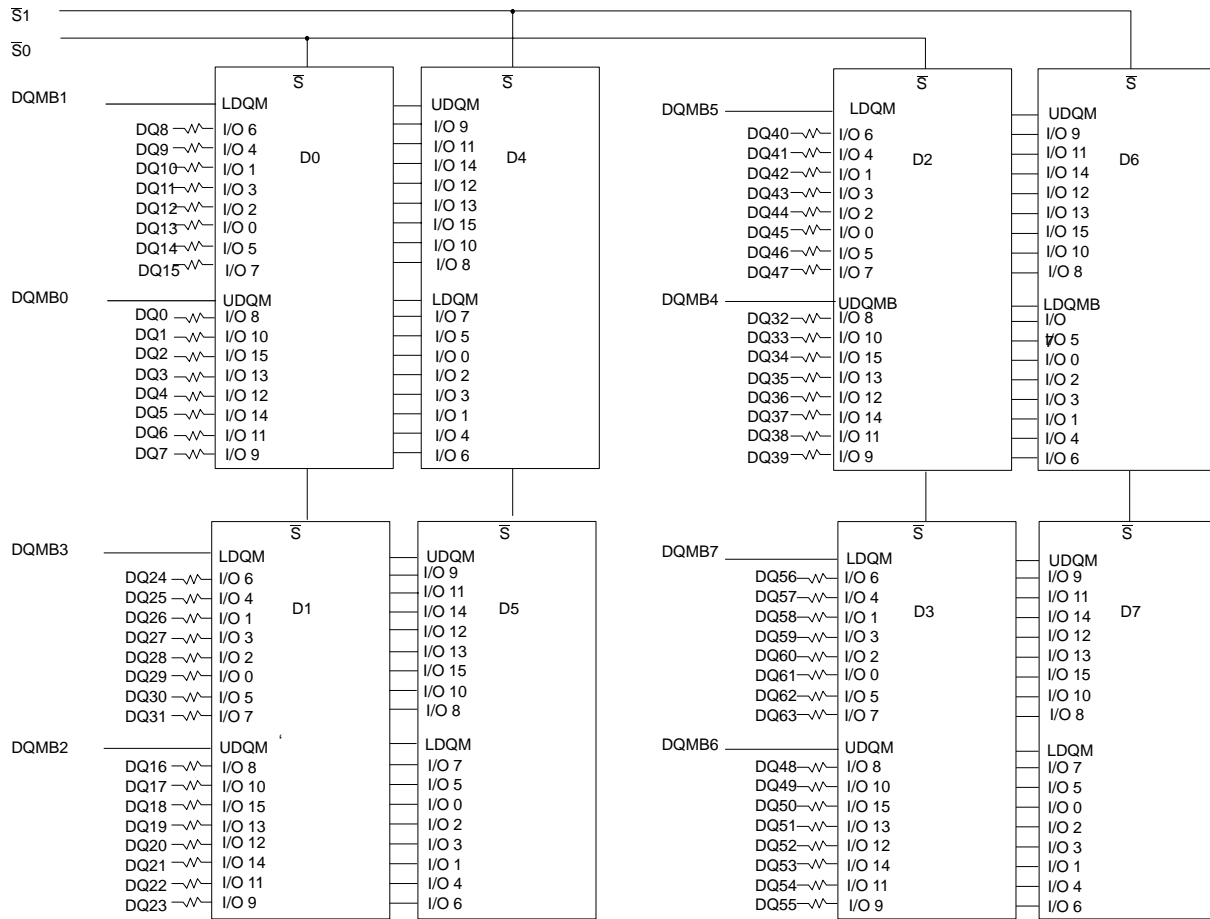 S̅1
S̅0
S̅
DQMB1
LDQM
DQ8 I/O 6
DQ9 I/O 4
DQ10 I/O 1
DQ11 I/O 3
DQ12 I/O 2
DQ13 I/O 0
DQ14 I/O 5
DQ15 I/O 7
D0
DQMB0
UDQM
DQ0 I/O 8
DQ1 I/O 10
DQ2 I/O 15
DQ3 I/O 13
DQ4 I/O 12
DQ5 I/O 14
DQ6 I/O 11
DQ7 I/O 9
S̅
UDQM
I/O 9
I/O 11
I/O 14
I/O 12
I/O 13
I/O 15
I/O 10
I/O 8
D4
LDQM
I/O 7
I/O 5
I/O 0
I/O 2
I/O 3
I/O 1
I/O 4
I/O 6
S̅
DQMB5
LDQM
DQ40 I/O 6
DQ41 I/O 4
DQ42 I/O 1
DQ43 I/O 3
DQ44 I/O 2
DQ45 I/O 0
DQ46 I/O 5
DQ47 I/O 7
D2
DQMB4
UDQMB
DQ32 I/O 8
DQ33 I/O 10
DQ34 I/O 15
DQ35 I/O 13
DQ36 I/O 12
DQ37 I/O 14
DQ38 I/O 11
DQ39 I/O 9
S̅
UDQM
I/O 9
I/O 11
I/O 14
I/O 12
I/O 13
I/O 15
I/O 10
I/O 8
D6
LDQMB
I/O
7
I/O 5
I/O 0
I/O 2
I/O 3
I/O 1
I/O 4
I/O 6
S̅
DQMB3
LDQM
DQ24 I/O 6
DQ25 I/O 4
DQ26 I/O 1
DQ27 I/O 3
DQ28 I/O 2
DQ29 I/O 0
DQ30 I/O 5
DQ31 I/O 7
D1
DQMB2
UDQM
DQ16 I/O 8
DQ17 I/O 10
DQ18 I/O 15
DQ19 I/O 13
DQ20 I/O 12
DQ21 I/O 14
DQ22 I/O 11
DQ23 I/O 9
S̅
UDQM
I/O 9
I/O 11
I/O 14
I/O 12
I/O 13
I/O 15
I/O 10
I/O 8
D5
LDQM
I/O 7
I/O 5
I/O 0
I/O 2
I/O 3
I/O 1
I/O 4
I/O 6
S̅
DQMB7
LDQM
DQ56 I/O 6
DQ57 I/O 4
DQ58 I/O 1
DQ59 I/O 3
DQ60 I/O 2
DQ61 I/O 0
DQ62 I/O 5
DQ63 I/O 7
D3
DQMB6
UDQM
DQ48 I/O 8
DQ49 I/O 10
DQ50 I/O 15
DQ51 I/O 13
DQ52 I/O 12
DQ53 I/O 14
DQ54 I/O 11
DQ55 I/O 9
S̅
UDQM
I/O 9
I/O 11
I/O 14
I/O 12
I/O 13
I/O 15
I/O 10
I/O 8
D7
LDQM
I/O 7
I/O 5
I/O 0
I/O 2
I/O 3
I/O 1
I/O 4
I/O 6